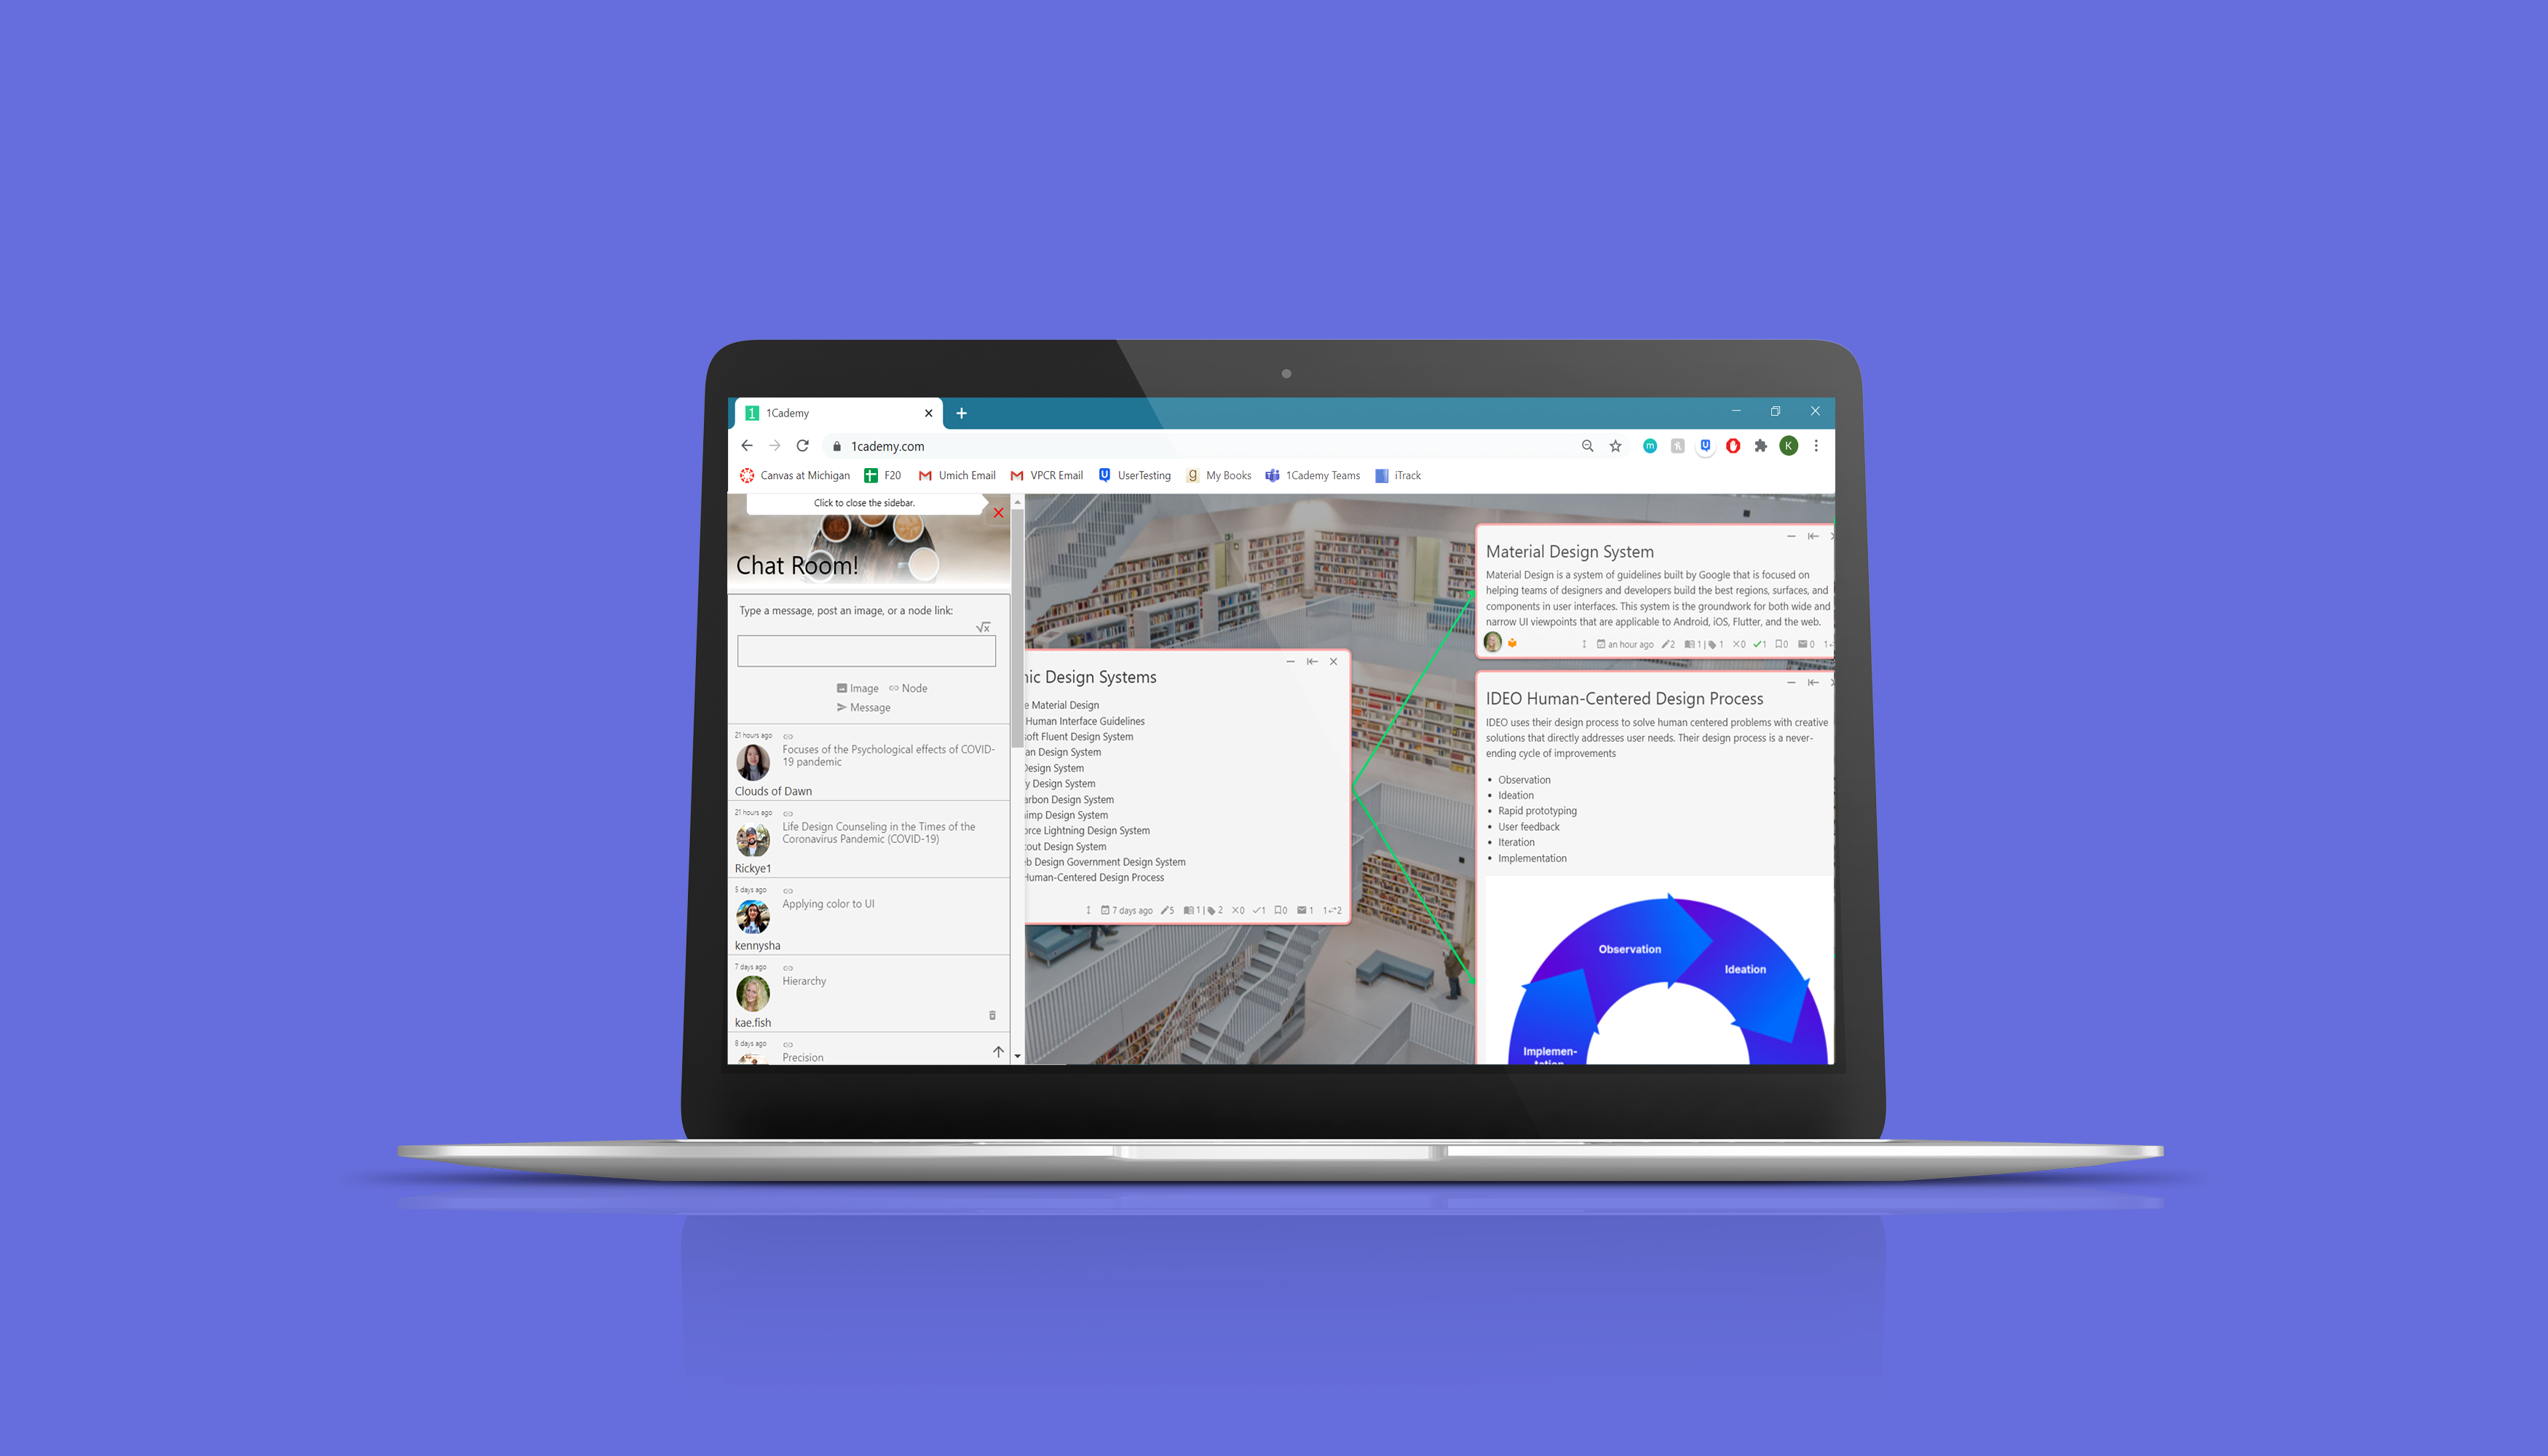 1 1Cademy
1cademy.com
m K
Canvas at Michigan F20 Umich Email VPCR Email U UserTesting g My Books 1Cademy Teams iTrack
Click to close the sidebar.
Chat Room!
Type a message, post an image, or a node link:
√x
Image Node
Message
21 hours ago
Focuses of the Psychological effects of COVID-
19 pandemic
Clouds of Dawn
21 hours ago
Life Design Counseling in the Times of the
Coronavirus Pandemic (COVID-19)
Rickye1
5 days ago
Applying color to UI
kennysha
7 days ago
Hierarchy
kae.fish
8 days ago
Precision
nic Design Systems
e Material Design
Human Interface Guidelines
soft Fluent Design System
an Design System
Design System
y Design System
arbon Design System
imp Design System
orce Lightning Design System
out Design System
eb Design Government Design System
Human-Centered Design Process
7 days ago 5 1 | 2 0 1 0 1 1 2
Material Design System
Material Design is a system of guidelines built by Google that is focused on
helping teams of designers and developers build the best regions, surfaces, and
components in user interfaces. This system is the groundwork for both wide and
narrow UI viewpoints that are applicable to Android, iOS, Flutter, and the web.
an hour ago 2 1 | 1 0 1 0 0 1
IDEO Human-Centered Design Process
IDEO uses their design process to solve human centered problems with creative
solutions that directly addresses user needs. Their design process is a never-
ending cycle of improvements
• Observation
• Ideation
• Rapid prototyping
• User feedback
• Iteration
• Implementation
Observation
Ideation
Implemen-
tation